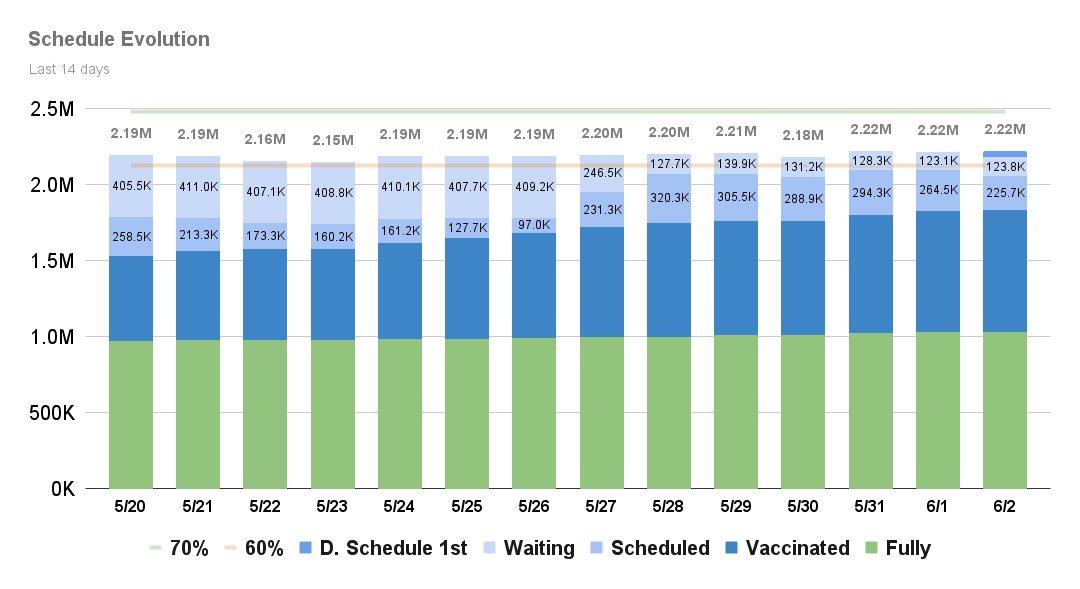 Schedule Evolution
Last 14 days
2.5M
2.19M 2.19M 2.16M 2.15M 2.19M 2.19M 2.19M 2.20M 2.20M 2.21M 2.18M 2.22M 2.22M 2.22M
2.0M
405.5K 411.0K 407.1K 408.8K 410.1K 407.7K 409.2K 246.5K 127.7K 139.9K 131.2K 128.3K 123.1K 123.8K
258.5K 213.3K 173.3K 160.2K 161.2K 127.7K 97.0K 231.3K 320.3K 305.5K 288.9K 294.3K 264.5K 225.7K
1.5M
1.0M
500K
0K
5/20 5/21 5/22 5/23 5/24 5/25 5/26 5/27 5/28 5/29 5/30 5/31 6/1 6/2
70% 60% D. Schedule 1st Waiting Scheduled Vaccinated Fully